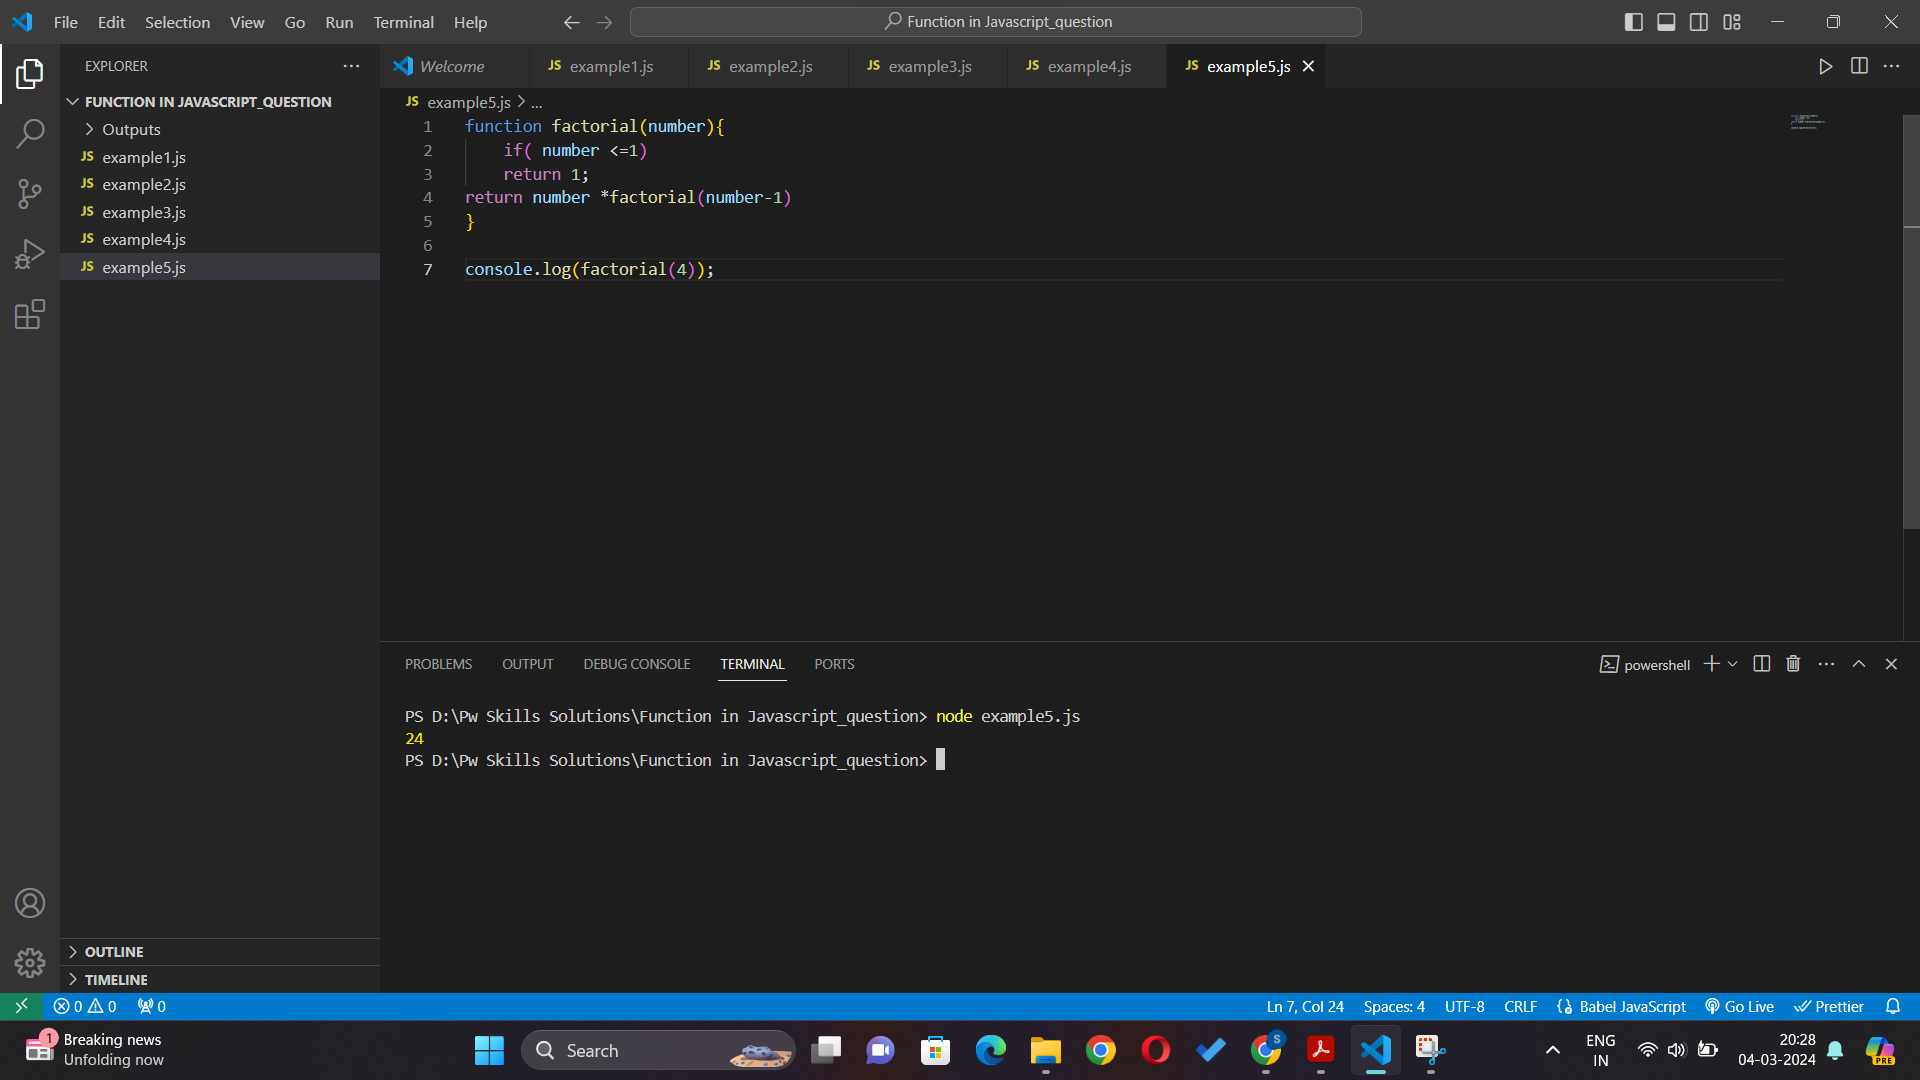 File Edit Selection View Go Run Terminal Help
Function in Javascript_question
EXPLORER
FUNCTION IN JAVASCRIPT_QUESTION
Outputs
JS example1.js
JS example2.js
JS example3.js
JS example4.js
JS example5.js
OUTLINE
TIMELINE
Welcome JS example1.js JS example2.js JS example3.js JS example4.js JS example5.js
JS example5.js > ...
1 function factorial(number){
2 if( number <=1)
3 return 1;
4 return number *factorial(number-1)
5 }
6
7 console.log(factorial(4));
PROBLEMS OUTPUT DEBUG CONSOLE TERMINAL PORTS
powershell
PS D:\Pw Skills Solutions\Function in Javascript_question> node example5.js
24
PS D:\Pw Skills Solutions\Function in Javascript_question>
0 0 0
Ln 7, Col 24 Spaces: 4 UTF-8 CRLF {} Babel JavaScript Go Live Prettier
1
Breaking news
Unfolding now
Search
S
ENG
IN
20:28
04-03-2024
PRE